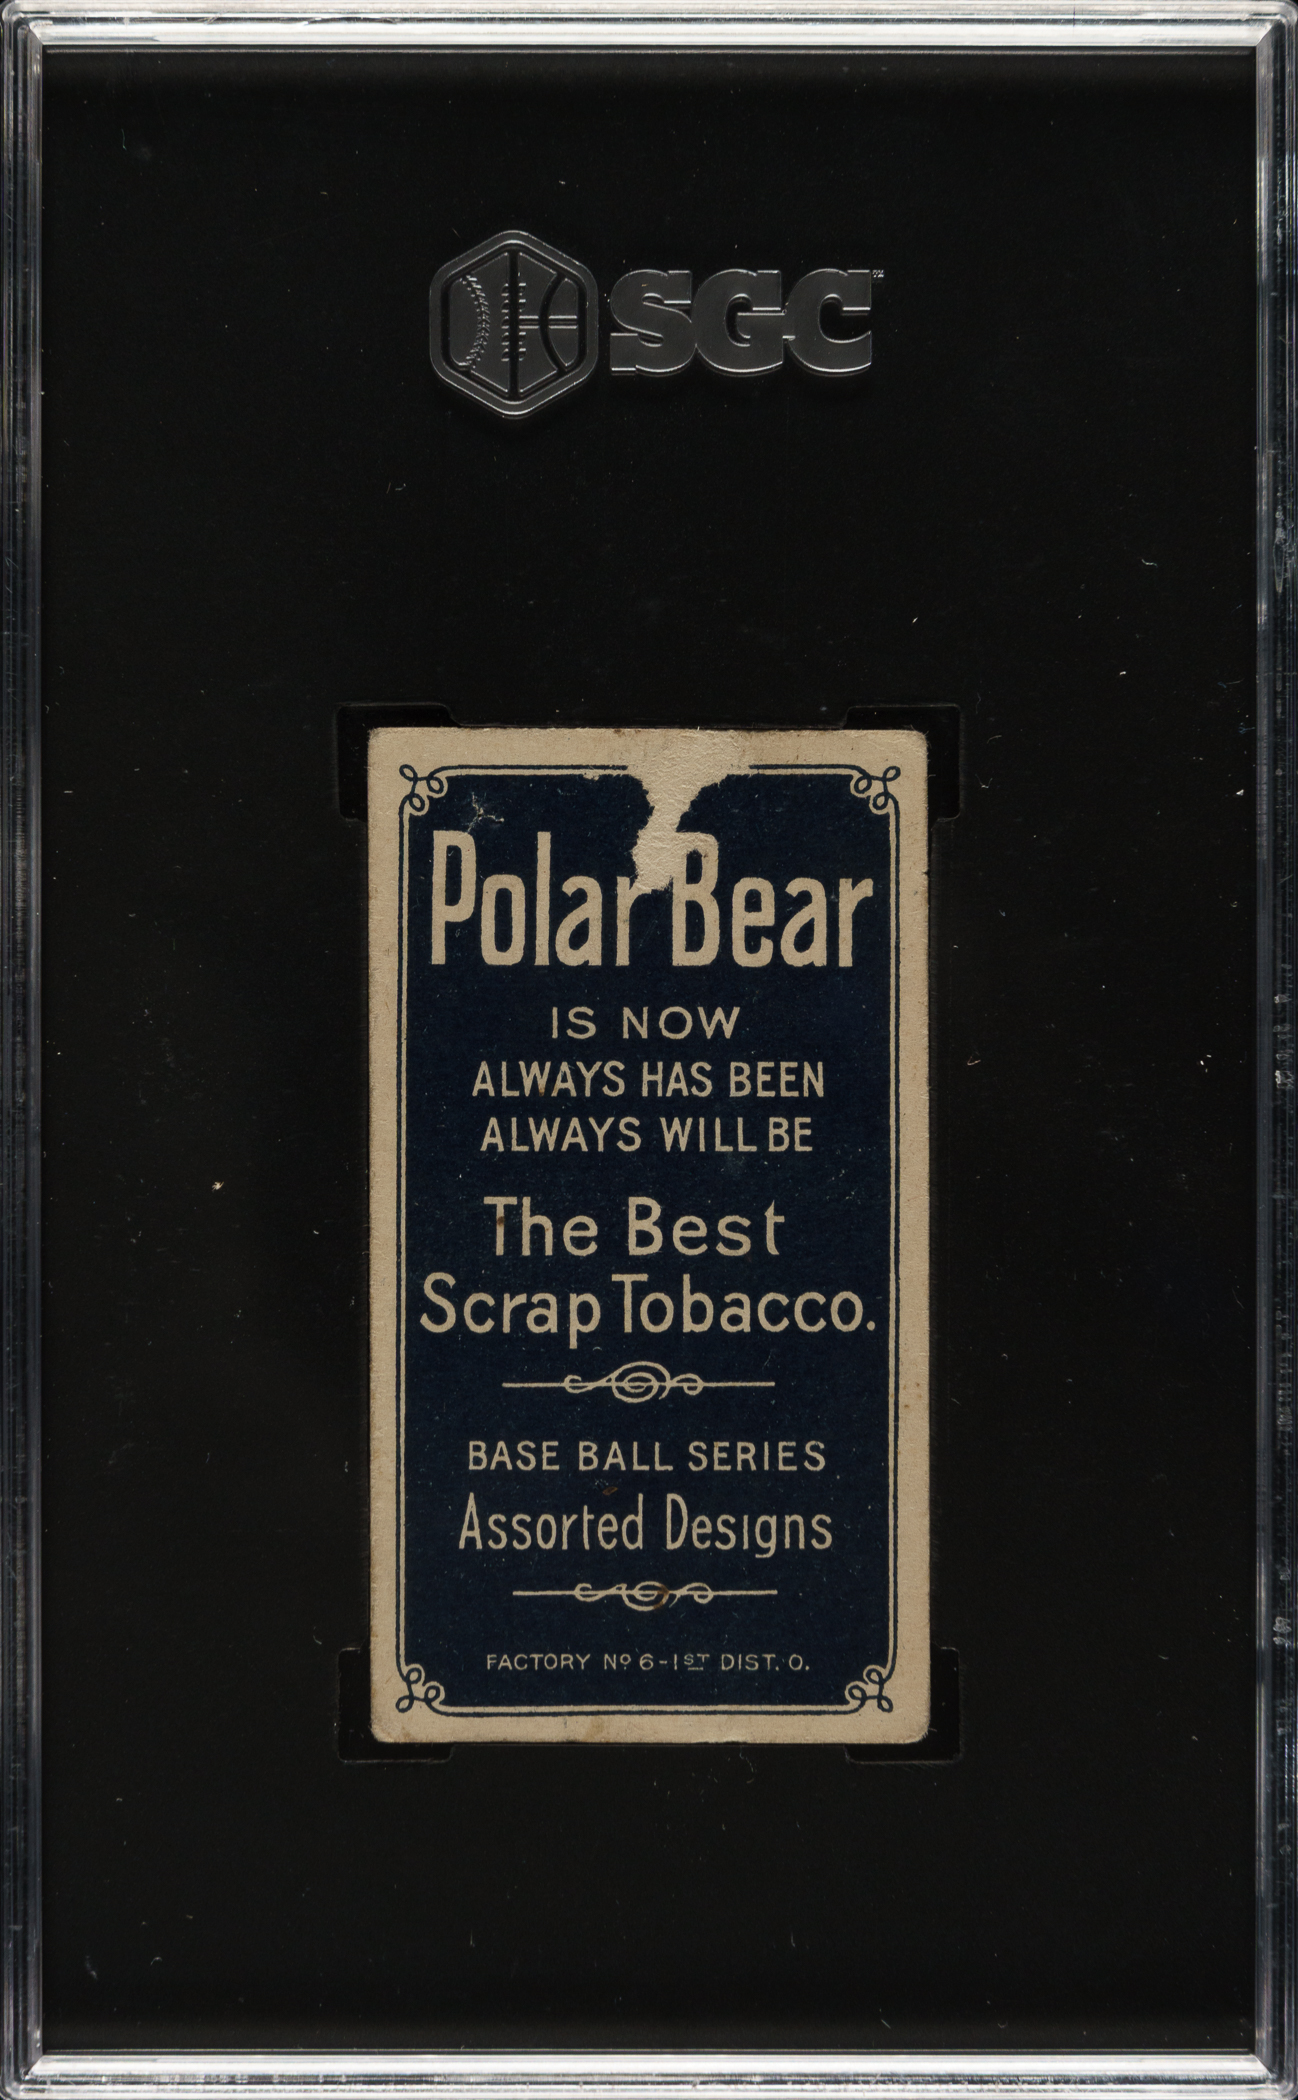 SGC
Polar Bear
IS NOW
ALWAYS HAS BEEN
ALWAYS WILL BE
The Best
Scrap Tobacco.
BASE BALL SERIES
Assorted Designs
FACTORY Nº 6-1ST DIST. O.